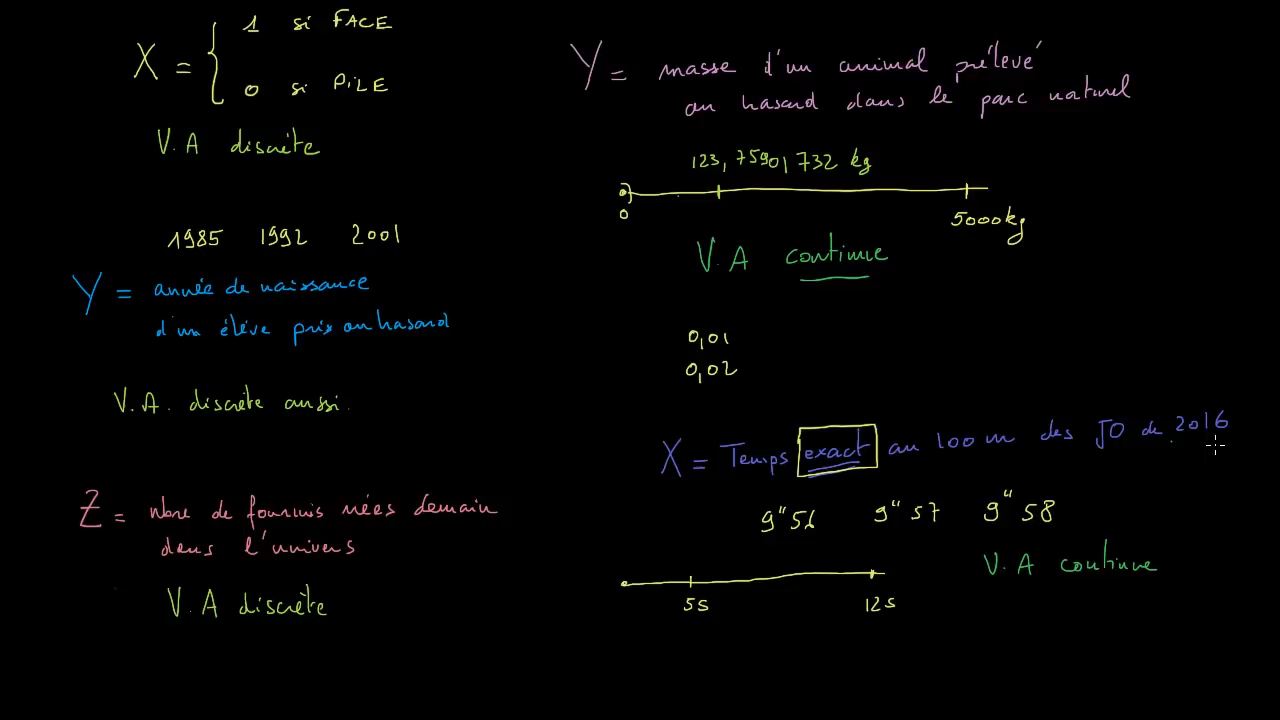 X = { 1 si FACE
0 si PILE
V.A discrète
1985 1992 2001
Y = année de naissance
d'un élève pris au hasard
V.A. discrète aussi.
Z = Nbre de fourmis nées demain
dans l'univers
V.A discrète
Y = masse d'un animal prélevé
au hasard dans le parc naturel
123, 75901732 kg
0 5000kg
V.A continue
0,01
0,02
X = Temps exact au 100 m des JO de 2016
9"56 9"57 9"58
V.A continue
5s 12s